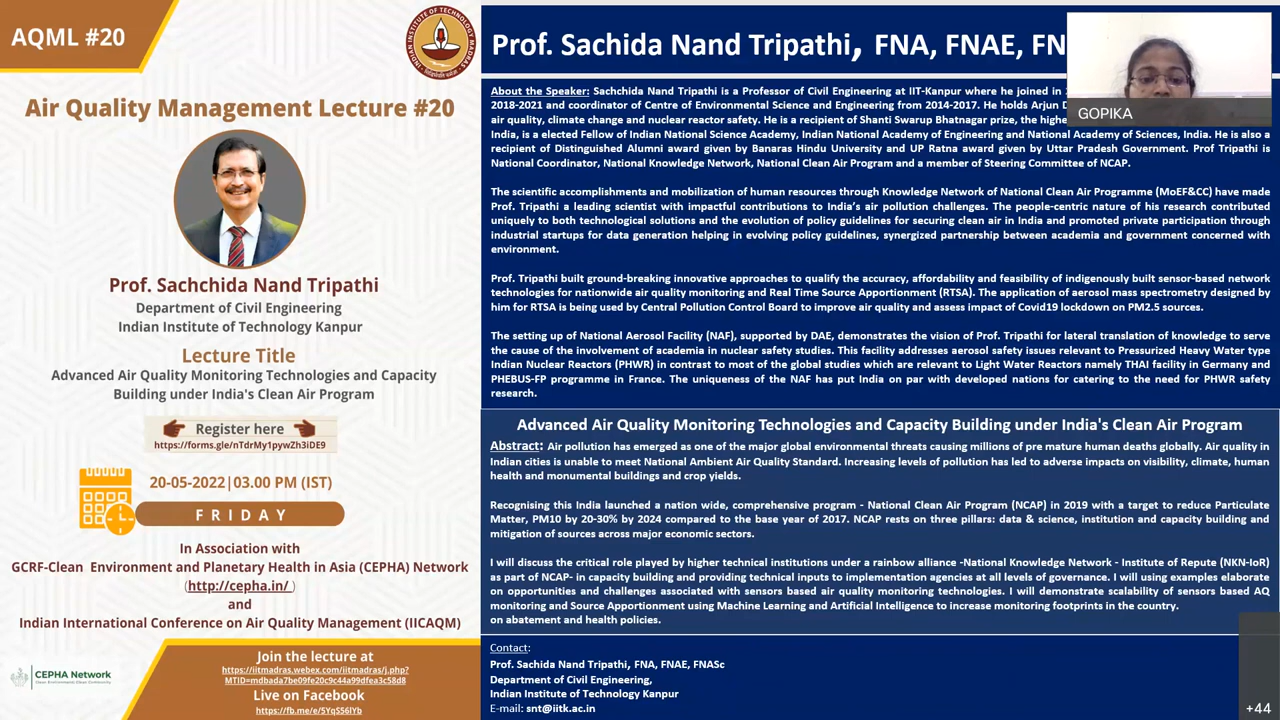 AQML #20
Air Quality Management Lecture #20
Prof. Sachchida Nand Tripathi
Department of Civil Engineering
Indian Institute of Technology Kanpur
Lecture Title
Advanced Air Quality Monitoring Technologies and Capacity
Building under India's Clean Air Program
Register here
https://forms.gle/nTdrMy1pywZh3iDE9
20-05-2022|03.00 PM (IST)
FRIDAY
In Association with
GCRF-Clean Environment and Planetary Health in Asia (CEPHA) Network
(http://cepha.in/ )
and
Indian International Conference on Air Quality Management (IICAQM)
CEPHA Network
Join the lecture at
https://iitmadras.webex.com/iitmadras/j.php?
MTID=mdbada7be09fe20c9c44a99dfea3c58d8
Live on Facebook
https://fb.me/e/5YqS56lYb
Prof. Sachida Nand Tripathi, FNA, FNAE, FN
GOPIKA
About the Speaker: Sachchida Nand Tripathi is a Professor of Civil Engineering at IIT-Kanpur where he joined in
2018-2021 and coordinator of Centre of Environmental Science and Engineering from 2014-2017. He holds Arjun D
air quality, climate change and nuclear reactor safety. He is a recipient of Shanti Swarup Bhatnagar prize, the highe
India, is a elected Fellow of Indian National Science Academy, Indian National Academy of Engineering and National Academy of Sciences, India. He is also a
recipient of Distinguished Alumni award given by Banaras Hindu University and UP Ratna award given by Uttar Pradesh Government. Prof Tripathi is
National Coordinator, National Knowledge Network, National Clean Air Program and a member of Steering Committee of NCAP.
The scientific accomplishments and mobilization of human resources through Knowledge Network of National Clean Air Programme (MoEF&CC) have made
Prof. Tripathi a leading scientist with impactful contributions to India's air pollution challenges. The people-centric nature of his research contributed
uniquely to both technological solutions and the evolution of policy guidelines for securing clean air in India and promoted private participation through
industrial startups for data generation helping in evolving policy guidelines, synergized partnership between academia and government concerned with
environment.
Prof. Tripathi built ground-breaking innovative approaches to qualify the accuracy, affordability and feasibility of indigenously built sensor-based network
technologies for nationwide air quality monitoring and Real Time Source Apportionment (RTSA). The application of aerosol mass spectrometry designed by
him for RTSA is being used by Central Pollution Control Board to improve air quality and assess impact of Covid19 lockdown on PM2.5 sources.
The setting up of National Aerosol Facility (NAF), supported by DAE, demonstrates the vision of Prof. Tripathi for lateral translation of knowledge to serve
the cause of the involvement of academia in nuclear safety studies. This facility addresses aerosol safety issues relevant to Pressurized Heavy Water type
Indian Nuclear Reactors (PHWR) in contrast to most of the global studies which are relevant to Light Water Reactors namely THAI facility in Germany and
PHEBUS-FP programme in France. The uniqueness of the NAF has put India on par with developed nations for catering to the need for PHWR safety
research.
Advanced Air Quality Monitoring Technologies and Capacity Building under India's Clean Air Program
Abstract: Air pollution has emerged as one of the major global environmental threats causing millions of pre mature human deaths globally. Air quality in
Indian cities is unable to meet National Ambient Air Quality Standard. Increasing levels of pollution has led to adverse impacts on visibility, climate, human
health and monumental buildings and crop yields.
Recognising this India launched a nation wide, comprehensive program - National Clean Air Program (NCAP) in 2019 with a target to reduce Particulate
Matter, PM10 by 20-30% by 2024 compared to the base year of 2017. NCAP rests on three pillars: data & science, institution and capacity building and
mitigation of sources across major economic sectors.
I will discuss the critical role played by higher technical institutions under a rainbow alliance -National Knowledge Network - Institute of Repute (NKN-IoR)
as part of NCAP- in capacity building and providing technical inputs to implementation agencies at all levels of governance. I will using examples elaborate
on opportunities and challenges associated with sensors based air quality monitoring technologies. I will demonstrate scalability of sensors based AQ
monitoring and Source Apportionment using Machine Learning and Artificial Intelligence to increase monitoring footprints in the country.
on abatement and health policies.
Contact:
Prof. Sachida Nand Tripathi, FNA, FNAE, FNASc
Department of Civil Engineering,
Indian Institute of Technology Kanpur
E-mail: snt@iitk.ac.in
+44